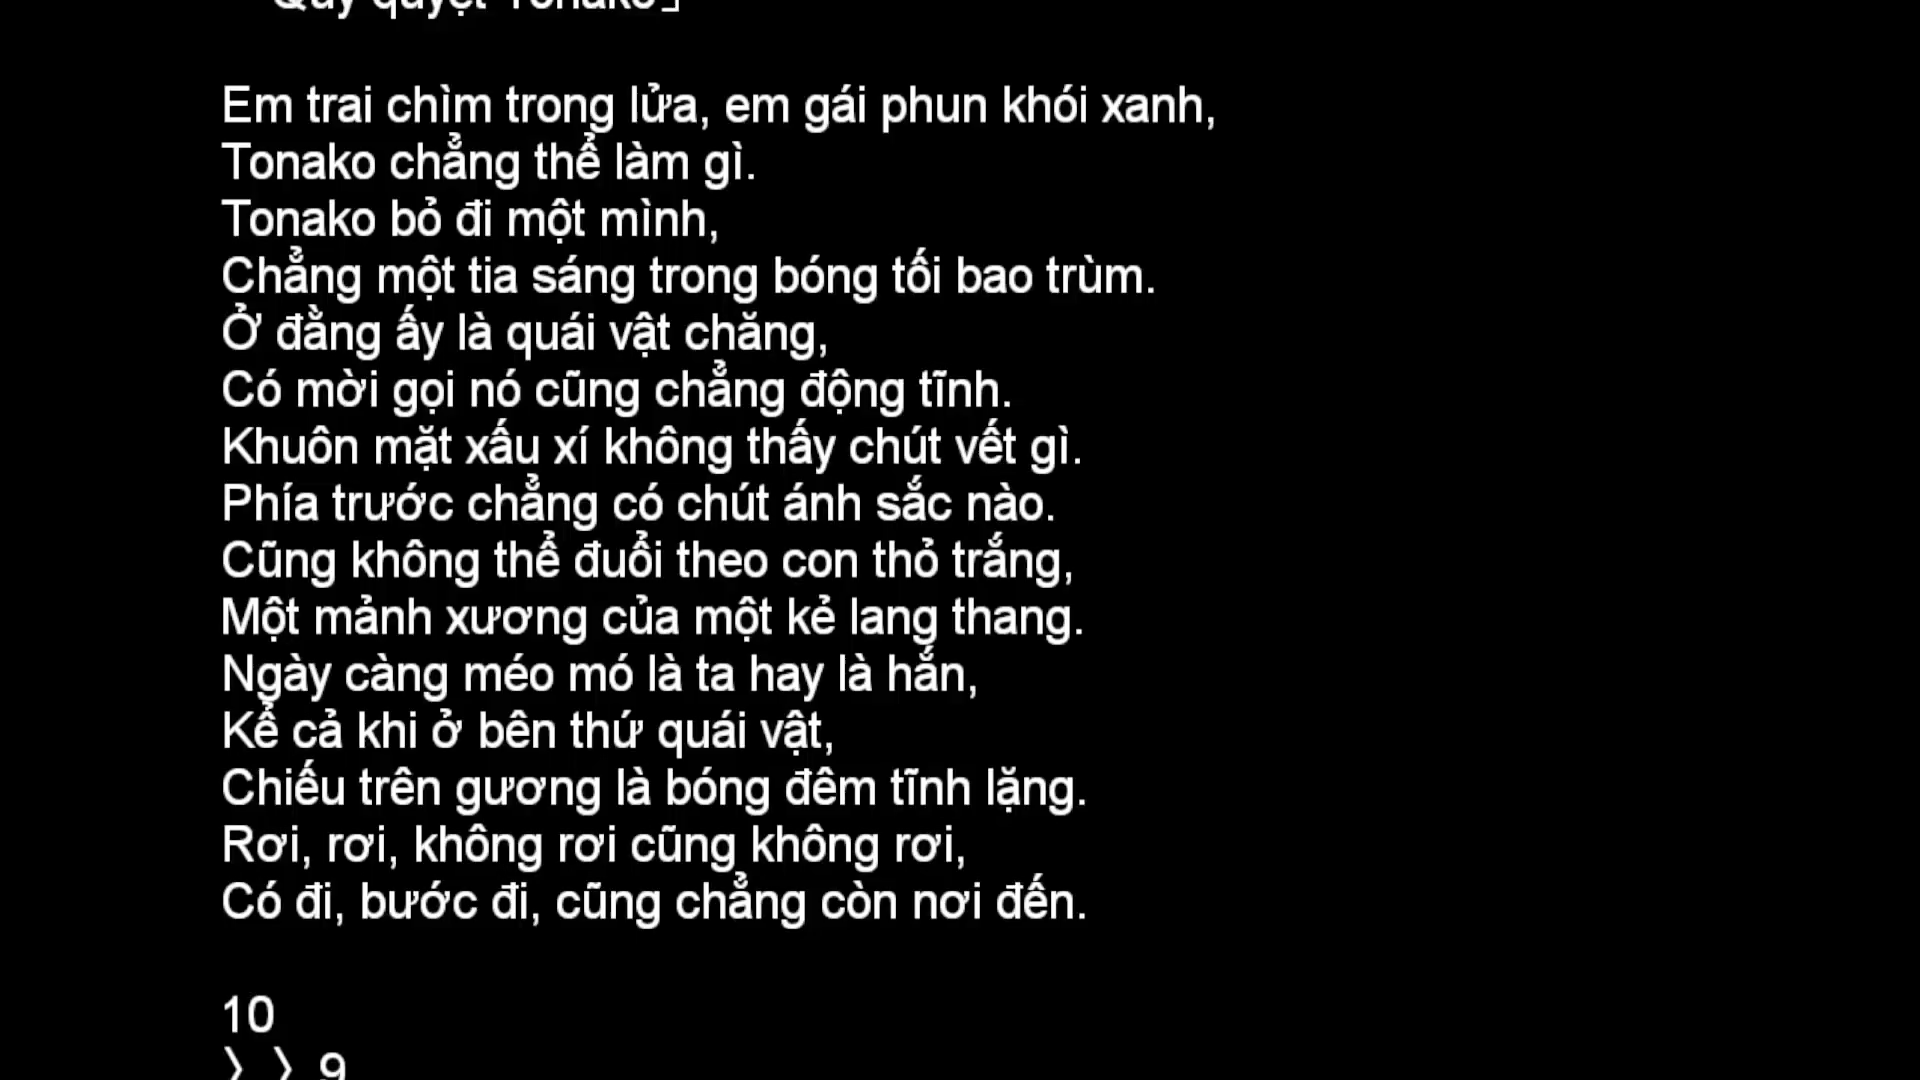 Quỷ quyệt Tonako」
Em trai chìm trong lửa, em gái phun khói xanh,
Tonako chẳng thể làm gì.
Tonako bỏ đi một mình,
Chẳng một tia sáng trong bóng tối bao trùm.
Ở đằng ấy là quái vật chăng,
Có mời gọi nó cũng chẳng động tĩnh.
Khuôn mặt xấu xí không thấy chút vết gì.
Phía trước chẳng có chút ánh sắc nào.
Cũng không thể đuổi theo con thỏ trắng,
Một mảnh xương của một kẻ lang thang.
Ngày càng méo mó là ta hay là hắn,
Kể cả khi ở bên thứ quái vật,
Chiếu trên gương là bóng đêm tĩnh lặng.
Rơi, rơi, không rơi cũng không rơi,
Có đi, bước đi, cũng chẳng còn nơi đến.
10
〉〉9